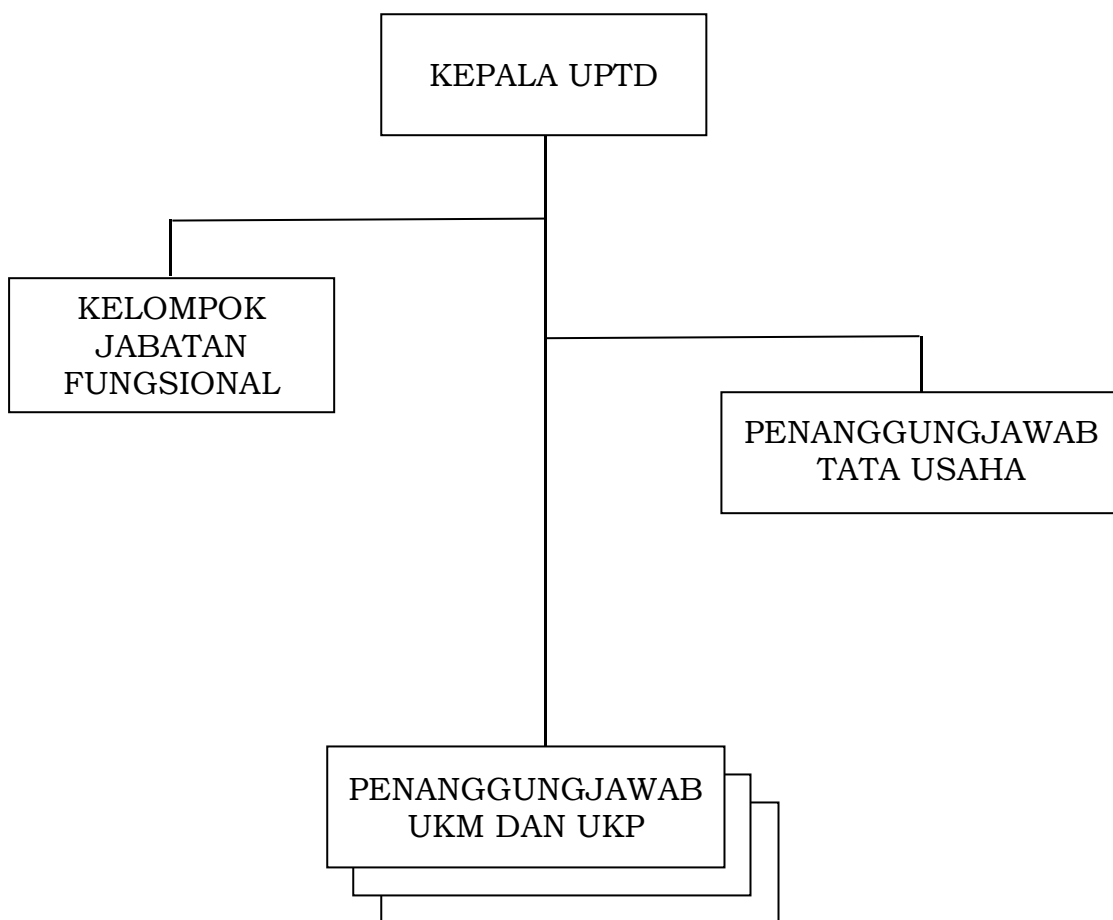 KEPALA UPTD
KELOMPOK
JABATAN
FUNGSIONAL
PENANGGUNGJAWAB
TATA USAHA
PENANGGUNGJAWAB
UKM DAN UKP